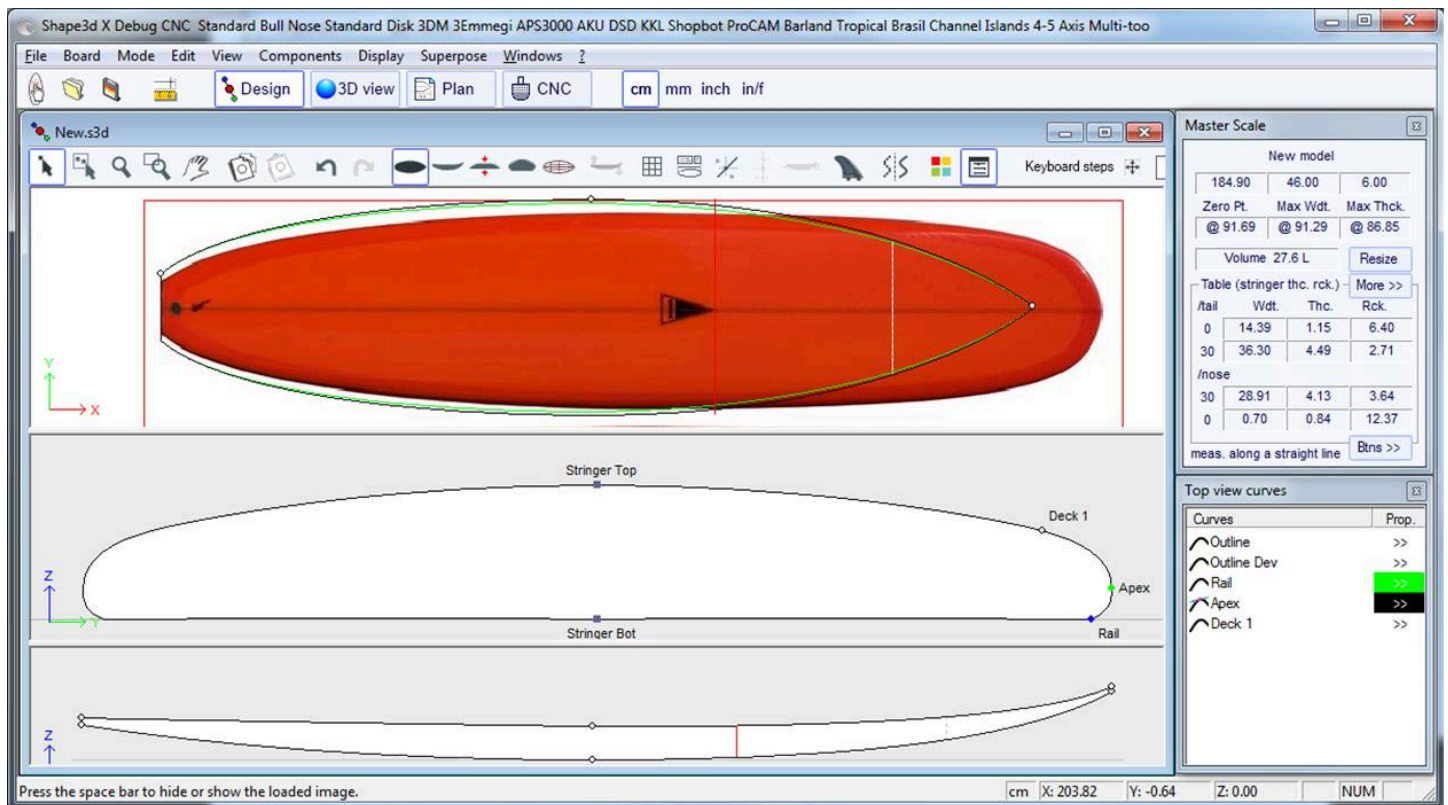 Shape3d X Debug CNC Standard Bull Nose Standard Disk 3DM 3Emmegi APS3000 AKU DSD KKL Shopbot ProCAM Barland Tropical Brasil Channel Islands 4-5 Axis Multi-too
File Board Mode Edit View Components Display Superpose Windows ?
Design 3D view Plan CNC cm mm inch in/f
New.s3d
Keyboard steps
Y
X
Stringer Top
Deck 1
Z
Apex
Y
Stringer Bot
Rail
Z
Master Scale
New model
184.90 46.00 6.00
Zero Pt. Max Wdt. Max Thck.
@ 91.69 @ 91.29 @ 86.85
Volume 27.6 L Resize
Table (stringer thc. rck.) More >>
/tail Wdt. Thc. Rck.
0 14.39 1.15 6.40
30 36.30 4.49 2.71
/nose
30 28.91 4.13 3.64
0 0.70 0.84 12.37
meas. along a straight line Btns >>
Top view curves
Curves Prop.
Outline >>
Outline Dev >>
Rail >>
Apex >>
Deck 1 >>
Press the space bar to hide or show the loaded image. cm X: 203.82 Y: -0.64 Z: 0.00 NUM